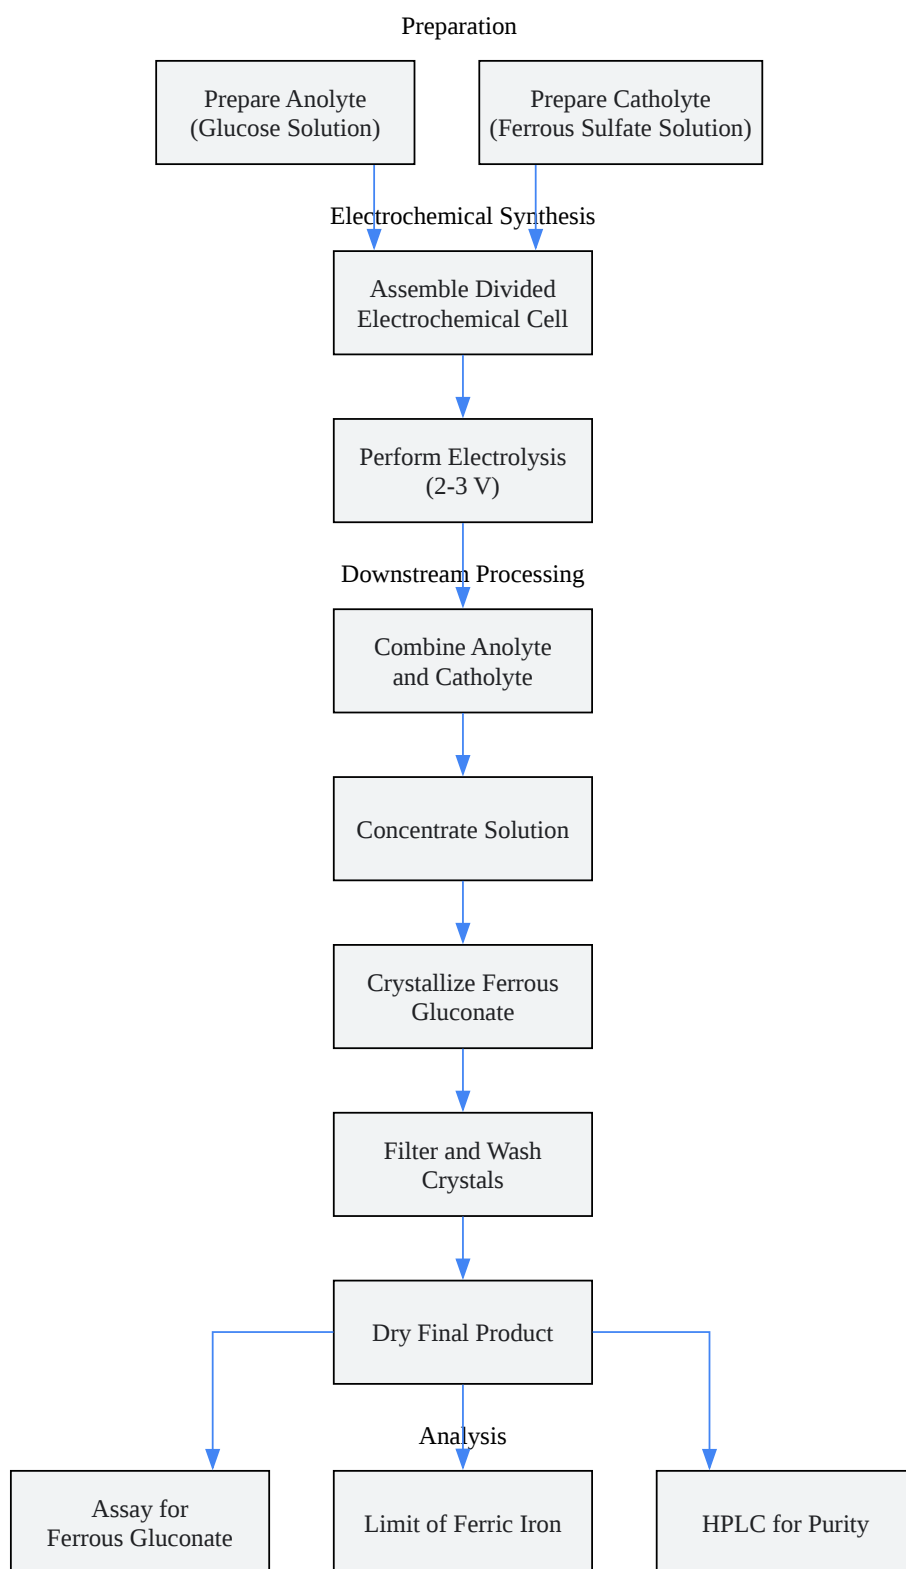 Preparation
Prepare Anolyte
(Glucose Solution)
Prepare Catholyte
(Ferrous Sulfate Solution)
Electrochemical Synthesis
Assemble Divided
Electrochemical Cell
Perform Electrolysis
(2-3 V)
Downstream Processing
Combine Anolyte
and Catholyte
Concentrate Solution
Crystallize Ferrous
Gluconate
Filter and Wash
Crystals
Dry Final Product
Analysis
Assay for
Ferrous Gluconate
Limit of Ferric Iron
HPLC for Purity